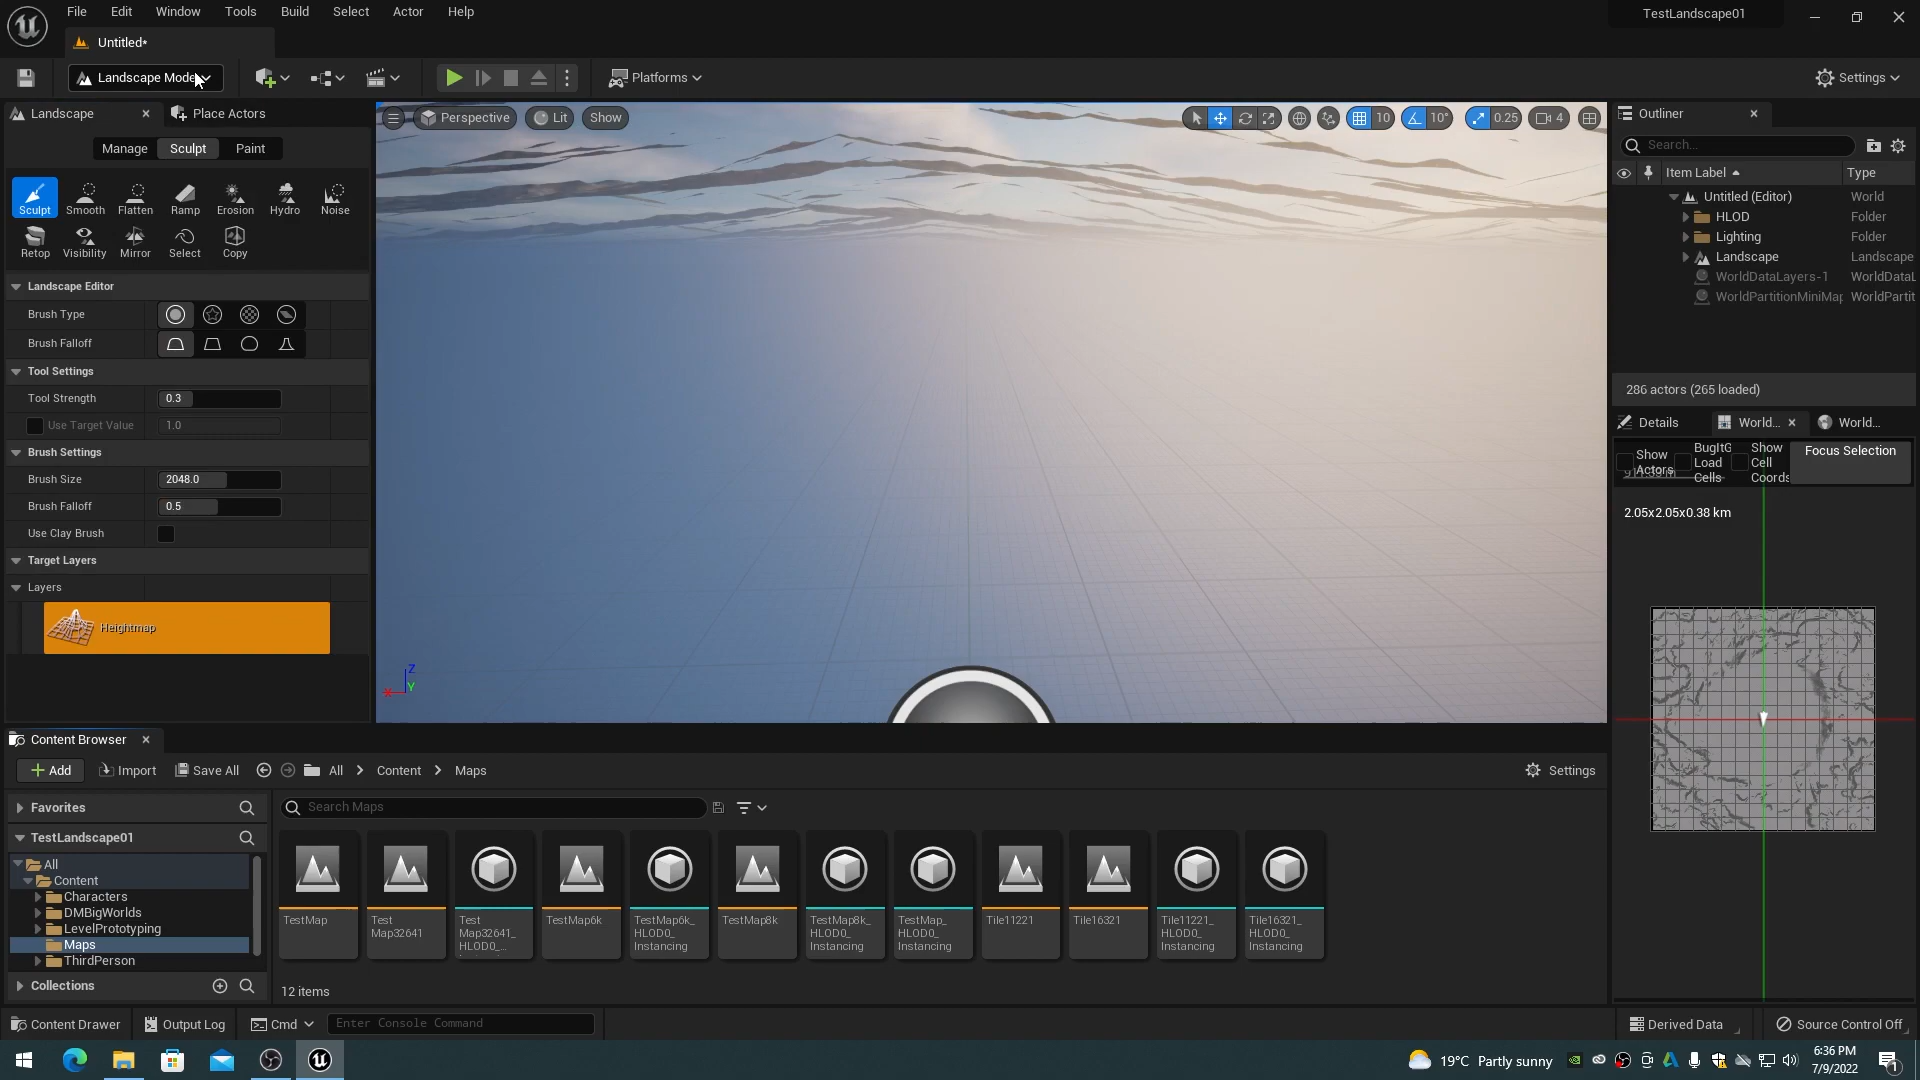 File Edit Window Tools Build Select Actor Help
TestLandscape01
Untitled*
Landscape Mode
Platforms
Settings
Landscape
Place Actors
Perspective
Lit
Show
10
10°
0.25
4
Outliner
Manage Sculpt Paint
Search...
Item Label
Type
Sculpt Smooth Flatten Ramp Erosion Hydro Noise
Untitled (Editor) World
HLOD Folder
Lighting Folder
Retop Visibility Mirror Select Copy
Landscape Landscape
WorldDataLayers-1 WorldDataL
WorldPartitionMiniMap WorldPartit
Landscape Editor
Brush Type
Brush Falloff
Tool Settings
Tool Strength 0.3
286 actors (265 loaded)
Use Target Value 1.0
Details
World...
World...
Brush Settings
Show Actors
BugItG Load Cells
Show Cell Coords
Focus Selection
Brush Size 2048.0
Brush Falloff 0.5
2.05x2.05x0.38 km
Use Clay Brush
Target Layers
Layers
Heightmap
Z
X
Y
Content Browser
Add
Import
Save All
All
Content
Maps
Settings
Favorites
Search Maps
TestLandscape01
All
Content
Characters
DMBigWorlds
LevelPrototyping
Maps
ThirdPerson
TestMap
Test Map32641
Test Map32641_ HLOD0_...
TestMap6k
TestMap6k_ HLOD0_ Instancing
TestMap8k
TestMap8k_ HLOD0_ Instancing
TestMap_ HLOD0_ Instancing
Tile11221
Tile16321
Tile11221_ HLOD0_ Instancing
Tile16321_ HLOD0_ Instancing
Collections
12 items
Content Drawer
Output Log
Cmd
Enter Console Command
Derived Data
Source Control Off
19°C Partly sunny
6:36 PM
7/9/2022
1